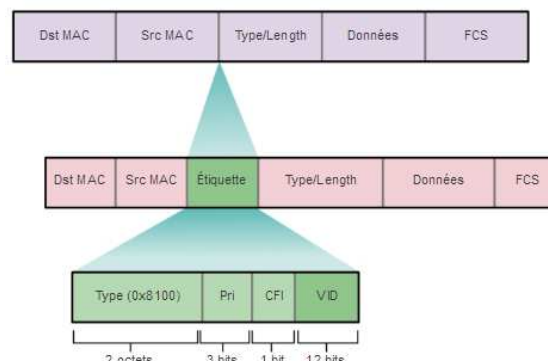 Dst MAC Src MAC Type/Length Données FCS
Dst MAC Src MAC Étiquette Type/Length Données FCS
Type (0x8100) Pri CFI VID
2 octets 3 bits 1 bit 12 bits